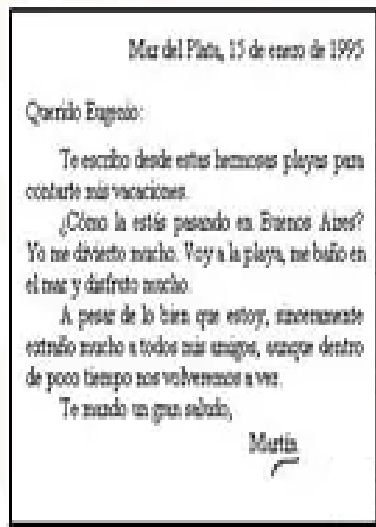 Mar del Plata, 15 de enero de 1995
Querido Eugenio:
Te escribo desde estas hermosas playas para
contarte mis vacaciones.
¿Cómo la estás pasando en Buenos Aires?
Yo me divierto mucho. Voy a la playa, me baño en
el mar y disfruto mucho.
A pesar de lo bien que estoy, sinceramente
extraño mucho a todos mis amigos, aunque dentro
de poco tiempo nos volveremos a ver.
Te mando un gran saludo,
Martín